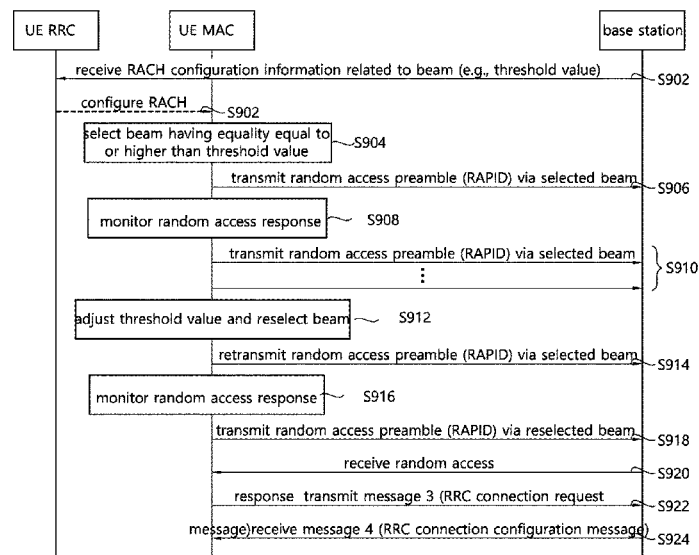 UE RRC
UE MAC
base station
receive RACH configuration information related to beam (e.g., threshold value)
S902
configure RACH
S902
select beam having equality equal to
or higher than threshold value
S904
transmit random access preamble (RAPID) via selected beam
S906
monitor random access response
S908
transmit random access preamble (RAPID) via selected beam
S910
adjust threshold value and reselect beam
S912
retransmit random access preamble (RAPID) via selected beam
S914
monitor random access response
S916
transmit random access preamble (RAPID) via reselected beam
S918
receive random access
S920
response transmit message 3 (RRC connection request
S922
message)receive message 4 (RRC connection configuration message)
S924